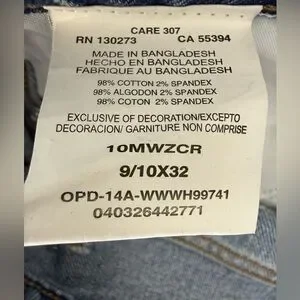 CARE 307
RN 130273 CA 55394
MADE IN BANGLADESH
HECHO EN BANGLADESH
FABRIQUE AU BANGLADESH
98% COTTON 2% SPANDEX
98% ALGODON 2% SPANDEX
98% COTON 2% SPANDEX
EXCLUSIVE OF DECORATION/EXCEPTO
DECORACION/ GARNITURE NON COMPRISE
10MWZCR
9/10X32
OPD-14A-WWWH99741
040326442771